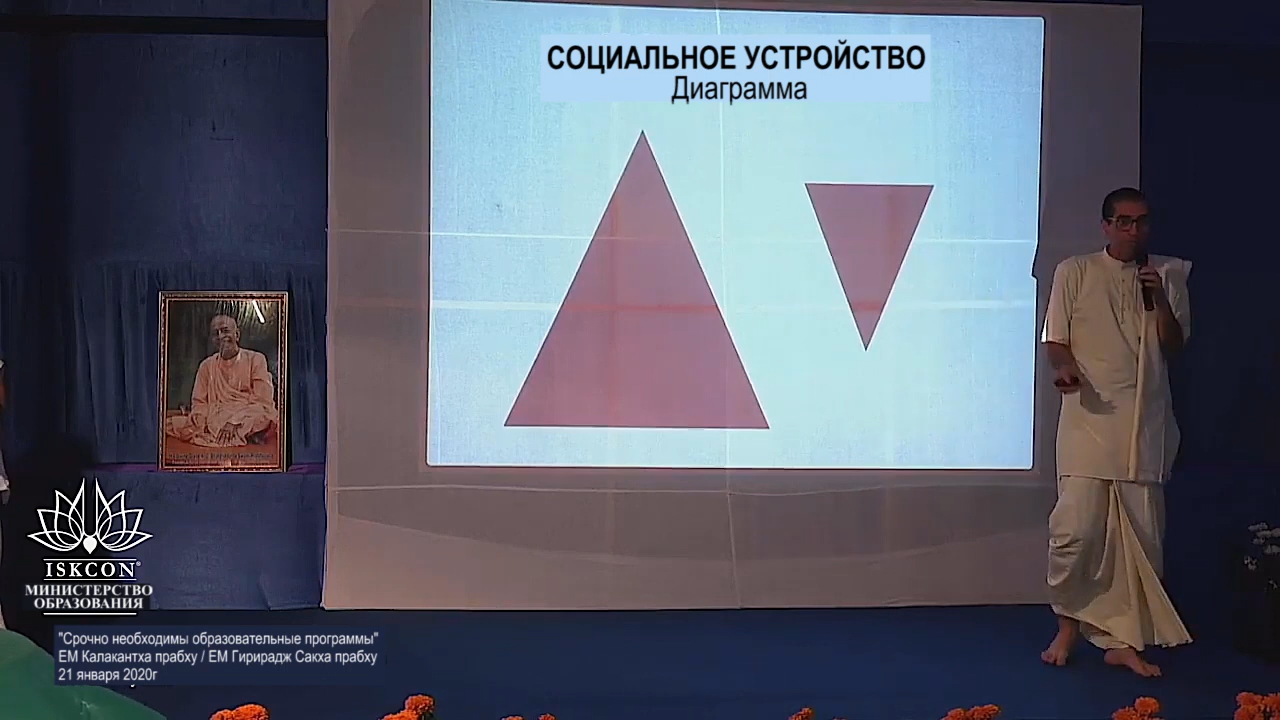 СОЦИАЛЬНОЕ УСТРОЙСТВО
Диаграмма
ISKCON®
МИНИСТЕРСТВО
ОБРАЗОВАНИЯ
"Срочно необходимы образовательные программы"
ЕМ Калакантха прабху / ЕМ Гирирадж Сакха прабху
21 января 2020г